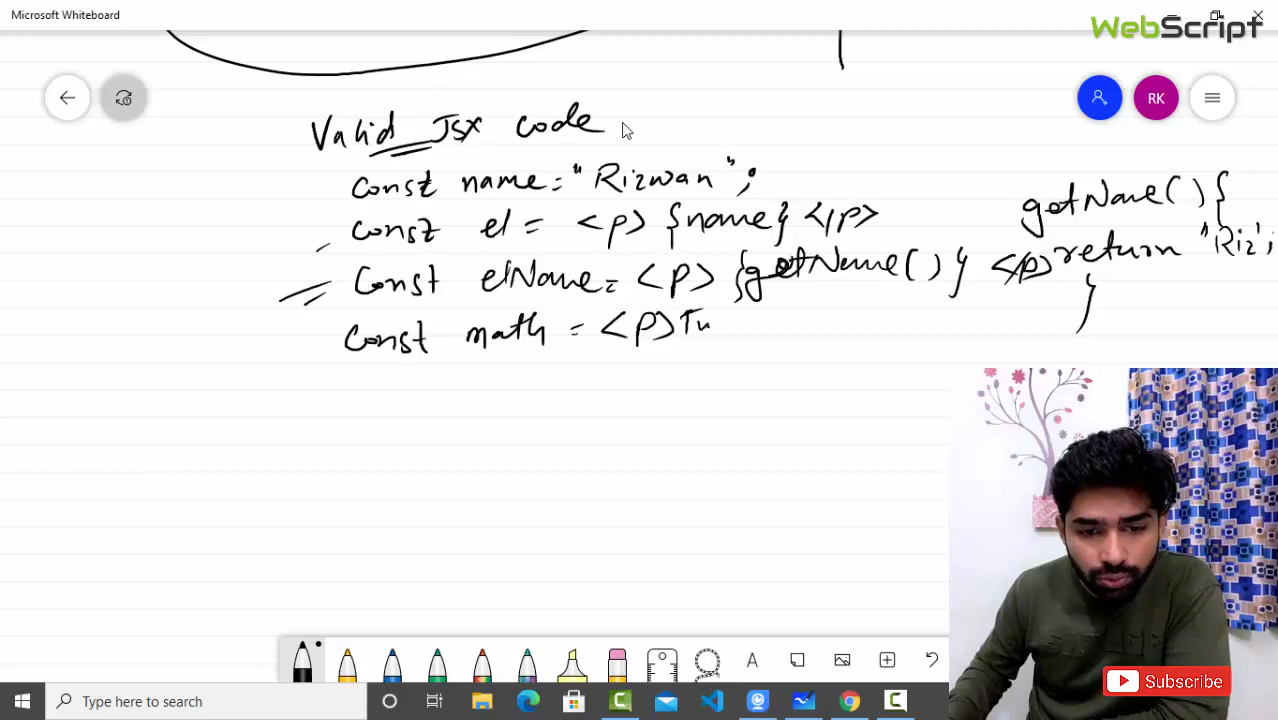 Microsoft Whiteboard
WebScript
RK
Valid JSX code
const name = "Rizwan";
const el = <p> {name} </p>
getName() {
return "Riz';
}
const elName = <p> {getName()} </p>
const math = <p>Tu
A
Type here to search
Subscribe